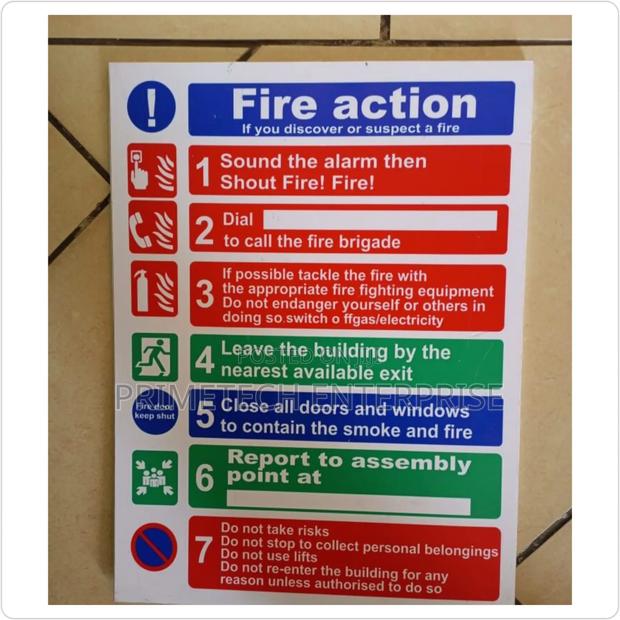 Fire action
If you discover or suspect a fire
1 Sound the alarm then
Shout Fire! Fire!
2 Dial
to call the fire brigade
3 If possible tackle the fire with
the appropriate fire fighting equipment
Do not endanger yourself or others in
doing so switch o ffgas/electricity
4 Leave the building by the
nearest available exit
POSTED ON Jiji
PRIMETECH ENTERPRISE
Fire door
keep shut
5 Close all doors and windows
to contain the smoke and fire
6 Report to assembly
point at
7 Do not take risks
Do not stop to collect personal belongings
Do not use lifts
Do not re-enter the building for any
reason unless authorised to do so